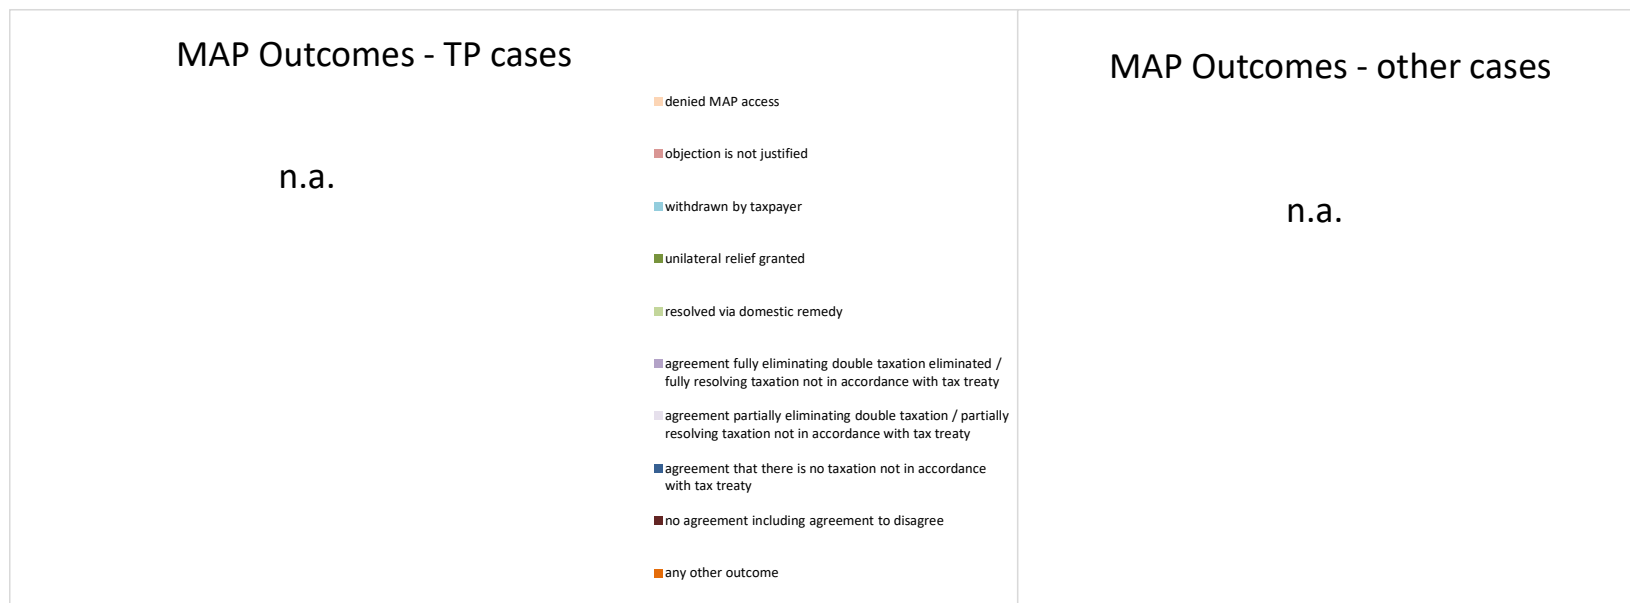 MAP Outcomes - TP cases
n.a.
denied MAP access
objection is not justified
withdrawn by taxpayer
unilateral relief granted
resolved via domestic remedy
agreement fully eliminating double taxation eliminated /
fully resolving taxation not in accordance with tax treaty
agreement partially eliminating double taxation / partially
resolving taxation not in accordance with tax treaty
agreement that there is no taxation not in accordance
with tax treaty
no agreement including agreement to disagree
any other outcome
MAP Outcomes - other cases
n.a.